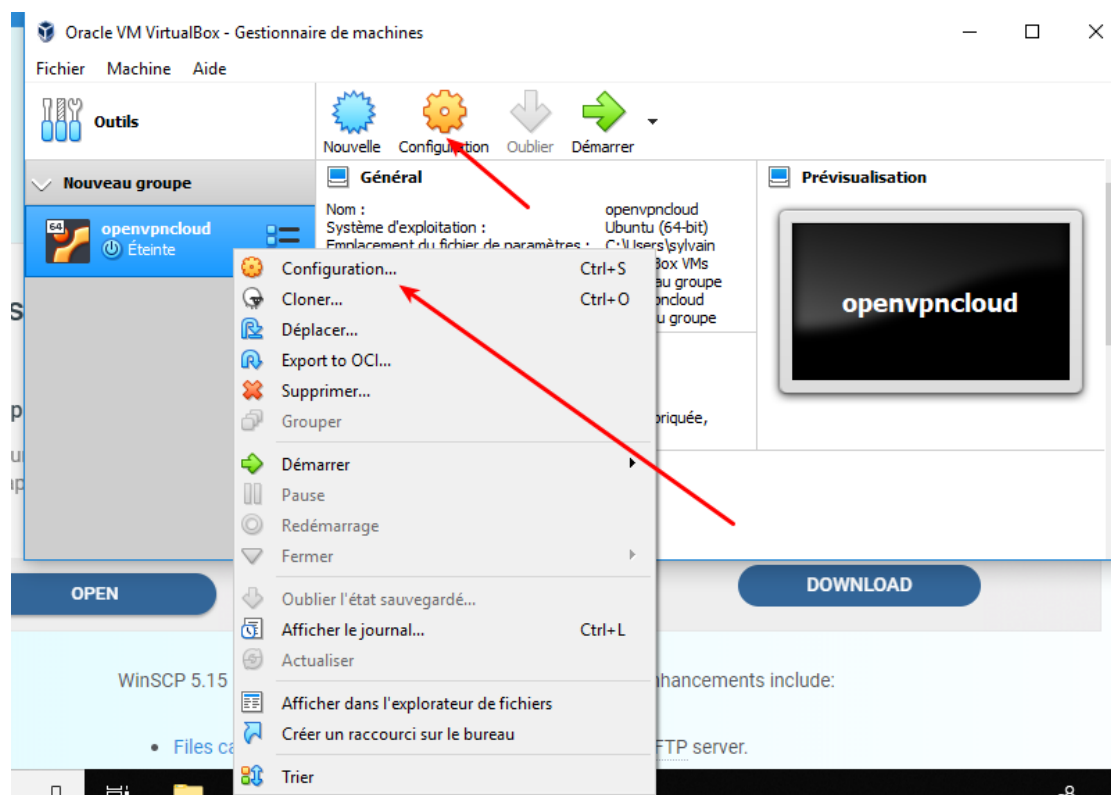 Oracle VM VirtualBox - Gestionnaire de machines
Fichier Machine Aide
Outils
Nouvelle Configuration Oublier Démarrer
Nouveau groupe
Général
Prévisualisation
64
openvpncloud
Éteinte
Nom : openvpncloud
Système d'exploitation : Ubuntu (64-bit)
Emplacement du fichier de paramètres : C:\Users\sylvain
Box VMs
au groupe
oncloud
u groupe
openvpncloud
Configuration... Ctrl+S
Cloner... Ctrl+O
Déplacer...
Export to OCI...
Supprimer...
Grouper
briquée,
Démarrer
Pause
Redémarrage
Fermer
Oublier l'état sauvegardé...
Afficher le journal... Ctrl+L
Actualiser
Afficher dans l'explorateur de fichiers
Créer un raccourci sur le bureau
Trier
OPEN
DOWNLOAD
WinSCP 5.15
nhancements include:
Files ca
FTP server.